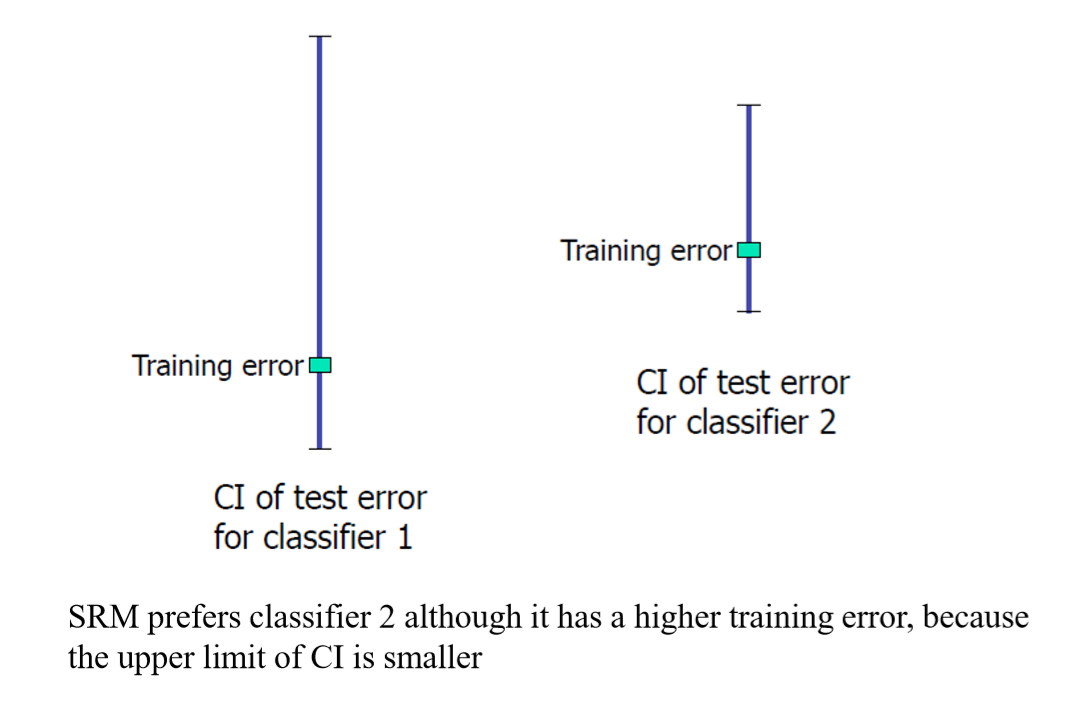 Training error
Training error
CI of test error
for classifier 2
CI of test error
for classifier 1
SRM prefers classifier 2 although it has a higher training error, because
the upper limit of CI is smaller